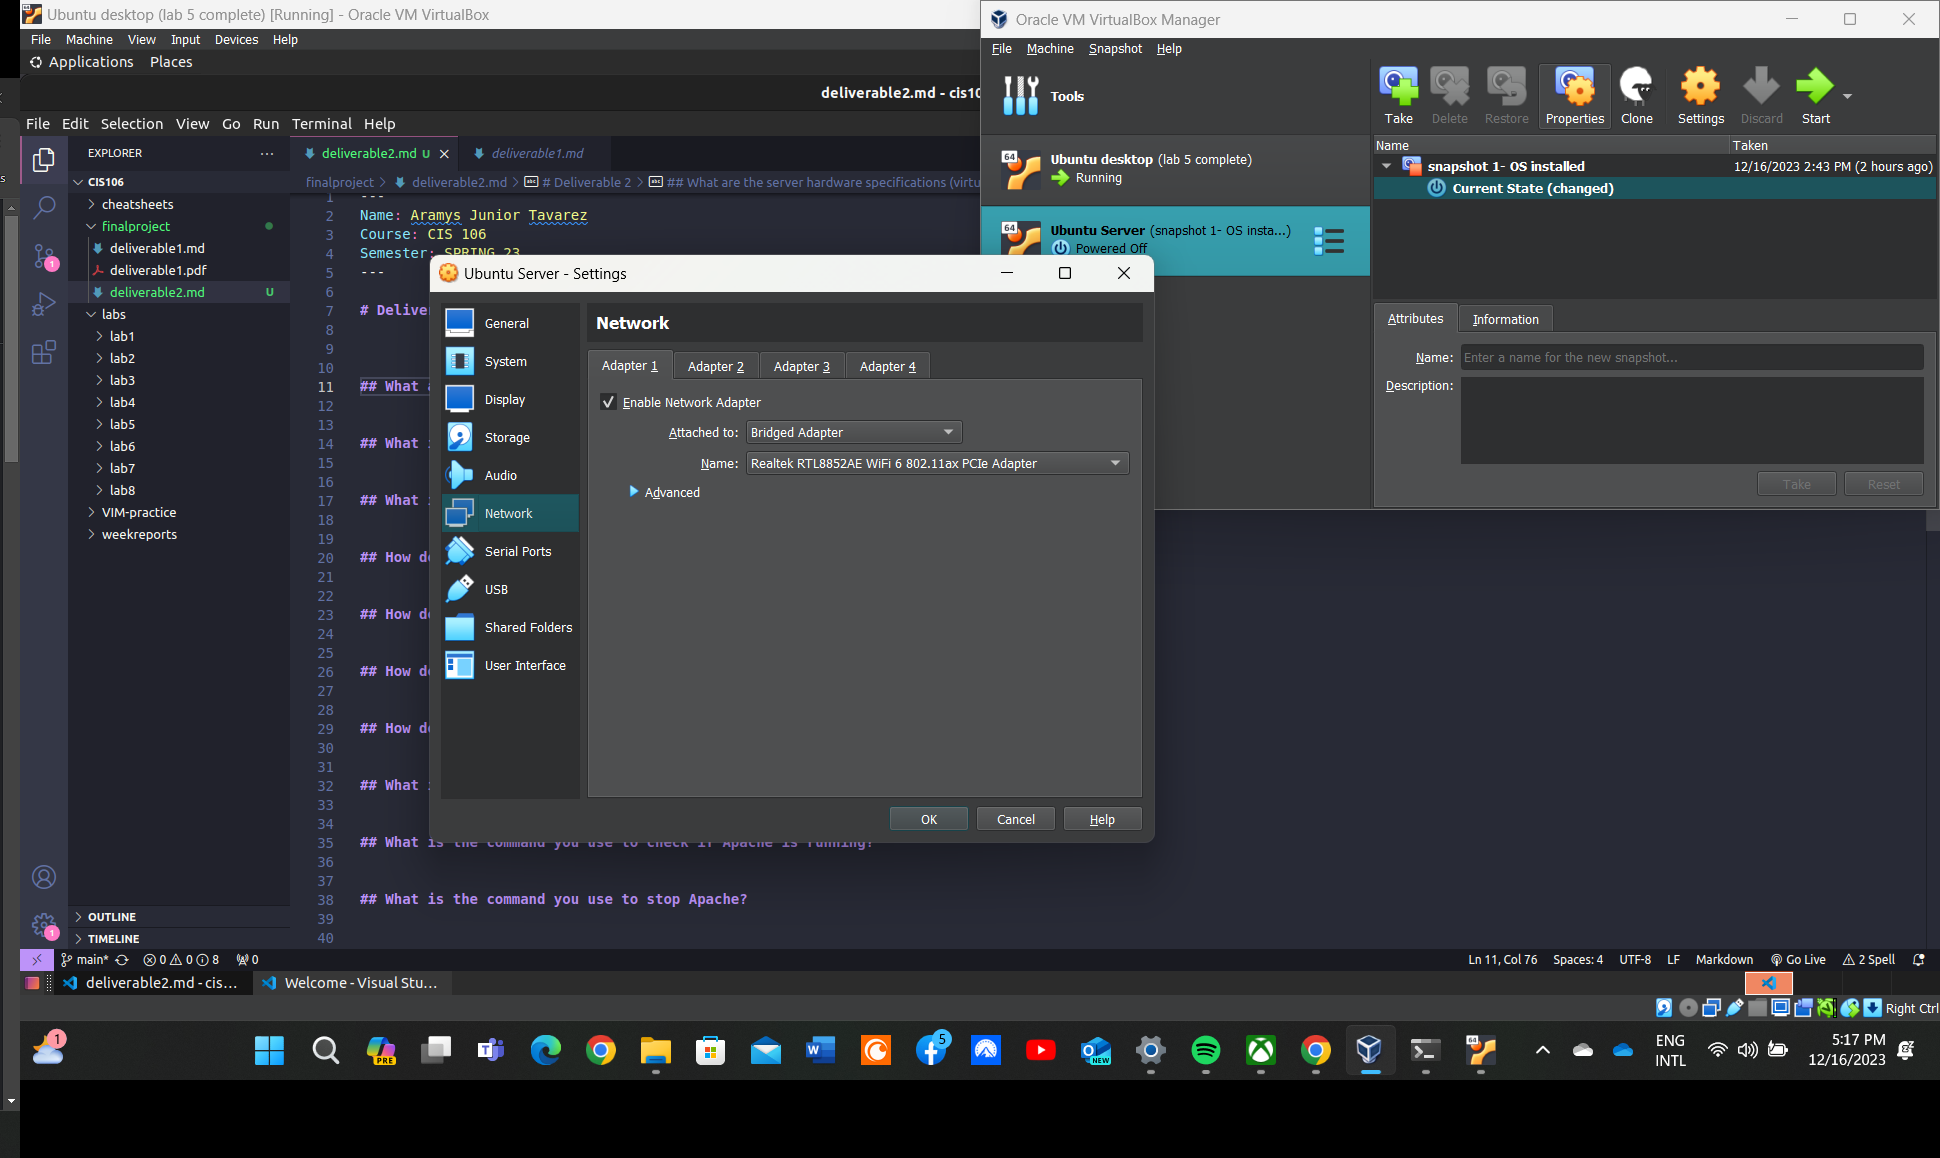 Ubuntu desktop (lab 5 complete) [Running] - Oracle VM VirtualBox
File Machine View Input Devices Help
Applications Places
deliverable2.md - cis10
File Edit Selection View Go Run Terminal Help
EXPLORER
CIS106
cheatsheets
finalproject
deliverable1.md
deliverable1.pdf
deliverable2.md U
labs
lab1
lab2
lab3
lab4
lab5
lab6
lab7
lab8
VIM-practice
weekreports
OUTLINE
TIMELINE
1
1
deliverable2.md U
deliverable1.md
finalproject > deliverable2.md > # Deliverable 2 > ## What are the server hardware specifications (virtu
1 ---
2 Name: Aramys Junior Tavarez
3 Course: CIS 106
4 Semester: SPRING 23
5 ---
6
7 # Deliver
8
9
10
11 ## What a
12
13
14 ## What i
15
16
17 ## What i
18
19
20 ## How do
21
22
23 ## How do
24
25
26 ## How do
27
28
29 ## How do
30
31
32 ## What i
33
34
35 ## What is the command you use to check if Apache is running?
36
37
38 ## What is the command you use to stop Apache?
39
40
main* 0 0 8 0
Ln 11, Col 76 Spaces: 4 UTF-8 LF Markdown Go Live 2 Spell
deliverable2.md - cis...
Welcome - Visual Stu...
Right Ctrl
Oracle VM VirtualBox Manager
File Machine Snapshot Help
Tools
64
Ubuntu desktop (lab 5 complete)
Running
64
Ubuntu Server (snapshot 1- OS insta...)
Powered Off
Take Delete Restore Properties Clone Settings Discard Start
Name Taken
snapshot 1- OS installed 12/16/2023 2:43 PM (2 hours ago)
Current State (changed)
Attributes Information
Name: Enter a name for the new snapshot...
Description:
Take Reset
Ubuntu Server - Settings
General
System
Display
Storage
Audio
Network
Serial Ports
USB
Shared Folders
User Interface
Network
Adapter 1 Adapter 2 Adapter 3 Adapter 4
Enable Network Adapter
Attached to: Bridged Adapter
Name: Realtek RTL8852AE WiFi 6 802.11ax PCIe Adapter
Advanced
OK Cancel Help
1
PRE
5
NEW
64
ENG
INTL
5:17 PM
12/16/2023